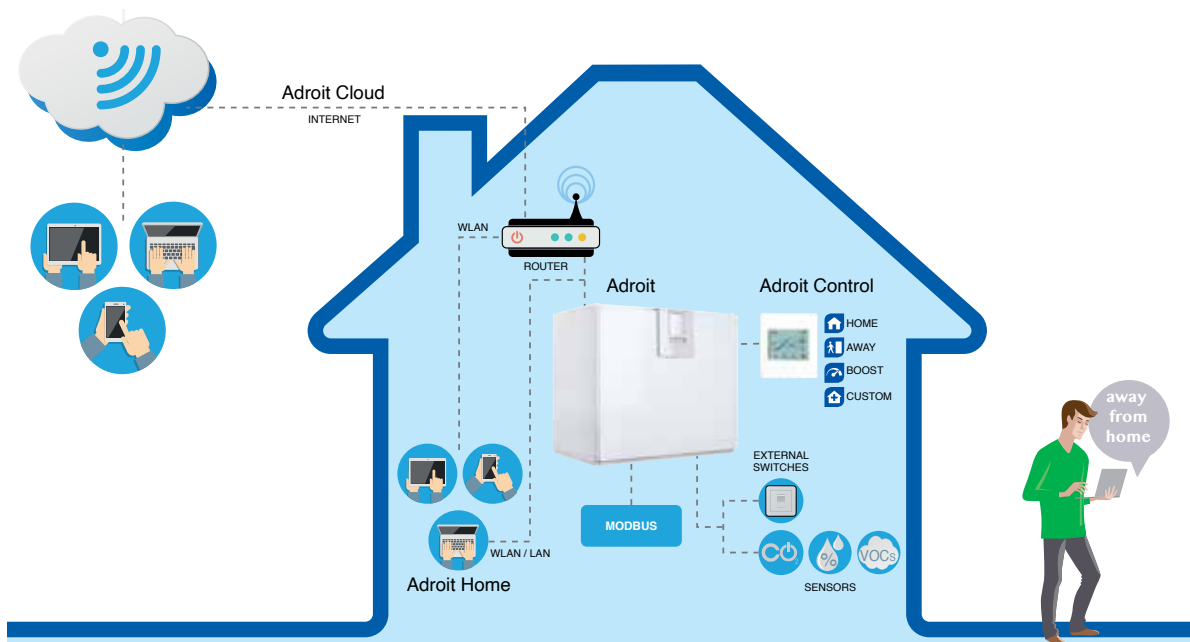 Adroit Cloud
INTERNET
WLAN
ROUTER
Adroit
Adroit Control
HOME
AWAY
BOOST
CUSTOM
away
from
home
EXTERNAL
SWITCHES
MODBUS
%
VOCs
SENSORS
WLAN / LAN
Adroit Home